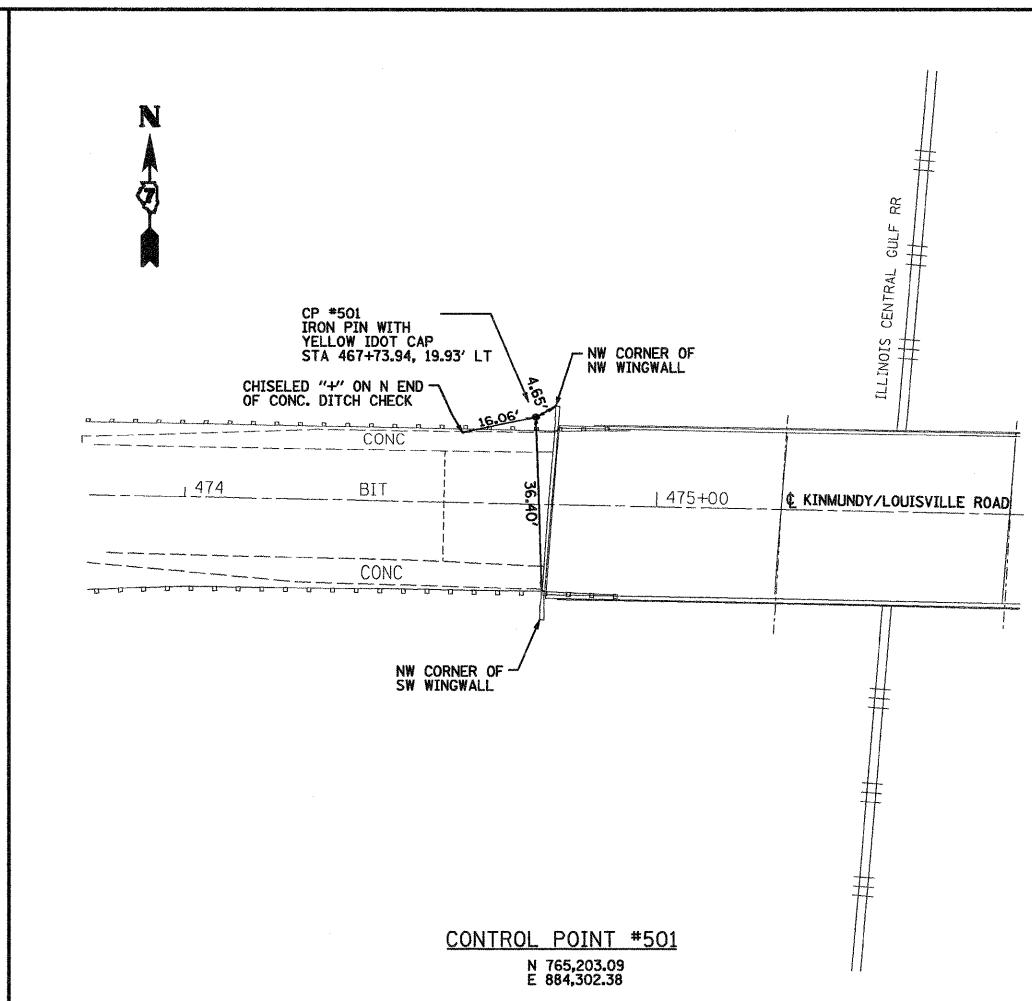 N
7
ILLINOIS CENTRAL GULF RR
CP #501
IRON PIN WITH
YELLOW IDOT CAP
STA 467+73.94, 19.93' LT
NW CORNER OF
NW WINGWALL
4.65'
CHISELED "+" ON N END
OF CONC. DITCH CHECK
16.06'
CONC
474
BIT
36.40'
475+00
℄ KINMUNDY/LOUISVILLE ROAD
CONC
NW CORNER OF
SW WINGWALL
CONTROL POINT #501
N 765,203.09
E 884,302.38